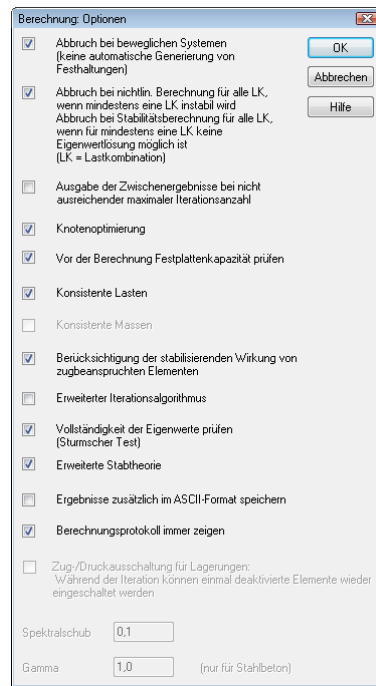 Berechnung: Optionen
Abbruch bei beweglichen Systemen
(keine automatische Generierung von
Festhaltungen)
OK
Abbruch bei nichtlin. Berechnung für alle LK,
wenn mindestens eine LK instabil wird
Abbruch bei Stabilitätsberechnung für alle LK,
wenn für mindestens eine LK keine
Eigenwertlösung möglich ist
(LK = Lastkombination)
Abbrechen
Hilfe
Ausgabe der Zwischenergebnisse bei nicht
ausreichender maximaler Iterationsanzahl
Knotenoptimierung
Vor der Berechnung Festplattenkapazität prüfen
Konsistente Lasten
Konsistente Massen
Berücksichtigung der stabilisierenden Wirkung von
zugbeanspruchten Elementen
Erweiterter Iterationsalgorithmus
Vollständigkeit der Eigenwerte prüfen
(Sturmscher Test)
Erweiterte Stabtheorie
Ergebnisse zusätzlich im ASCII-Format speichern
Berechnungsprotokoll immer zeigen
Zug-/Druckausschaltung für Lagerungen:
Während der Iteration können einmal deaktivierte Elemente wieder
eingeschaltet werden
Spektralschub 0,1
Gamma 1,0 (nur für Stahlbeton)